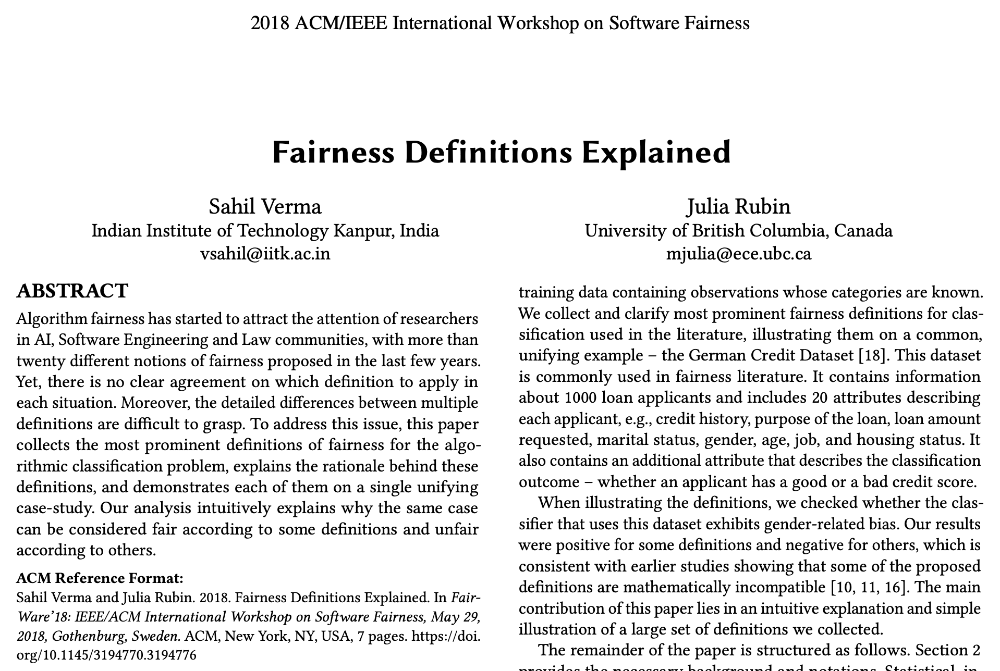 2018 ACM/IEEE International Workshop on Software Fairness
Fairness Definitions Explained
Sahil Verma
Indian Institute of Technology Kanpur, India
vsahil@iitk.ac.in
Julia Rubin
University of British Columbia, Canada
mjulia@ece.ubc.ca
ABSTRACT
Algorithm fairness has started to attract the attention of researchers
in AI, Software Engineering and Law communities, with more than
twenty different notions of fairness proposed in the last few years.
Yet, there is no clear agreement on which definition to apply in
each situation. Moreover, the detailed differences between multiple
definitions are difficult to grasp. To address this issue, this paper
collects the most prominent definitions of fairness for the algo-
rithmic classification problem, explains the rationale behind these
definitions, and demonstrates each of them on a single unifying
case-study. Our analysis intuitively explains why the same case
can be considered fair according to some definitions and unfair
according to others.
ACM Reference Format:
Sahil Verma and Julia Rubin. 2018. Fairness Definitions Explained. In Fair-
Ware'18: IEEE/ACM International Workshop on Software Fairness, May 29,
2018, Gothenburg, Sweden. ACM, New York, NY, USA, 7 pages. https://doi.
org/10.1145/3194770.3194776
training data containing observations whose categories are known.
We collect and clarify most prominent fairness definitions for clas-
sification used in the literature, illustrating them on a common,
unifying example – the German Credit Dataset [18]. This dataset
is commonly used in fairness literature. It contains information
about 1000 loan applicants and includes 20 attributes describing
each applicant, e.g., credit history, purpose of the loan, loan amount
requested, marital status, gender, age, job, and housing status. It
also contains an additional attribute that describes the classification
outcome – whether an applicant has a good or a bad credit score.
When illustrating the definitions, we checked whether the clas-
sifier that uses this dataset exhibits gender-related bias. Our results
were positive for some definitions and negative for others, which is
consistent with earlier studies showing that some of the proposed
definitions are mathematically incompatible [10, 11, 16]. The main
contribution of this paper lies in an intuitive explanation and simple
illustration of a large set of definitions we collected.
The remainder of the paper is structured as follows. Section 2
provides the necessary background and notations. Statistical, in-